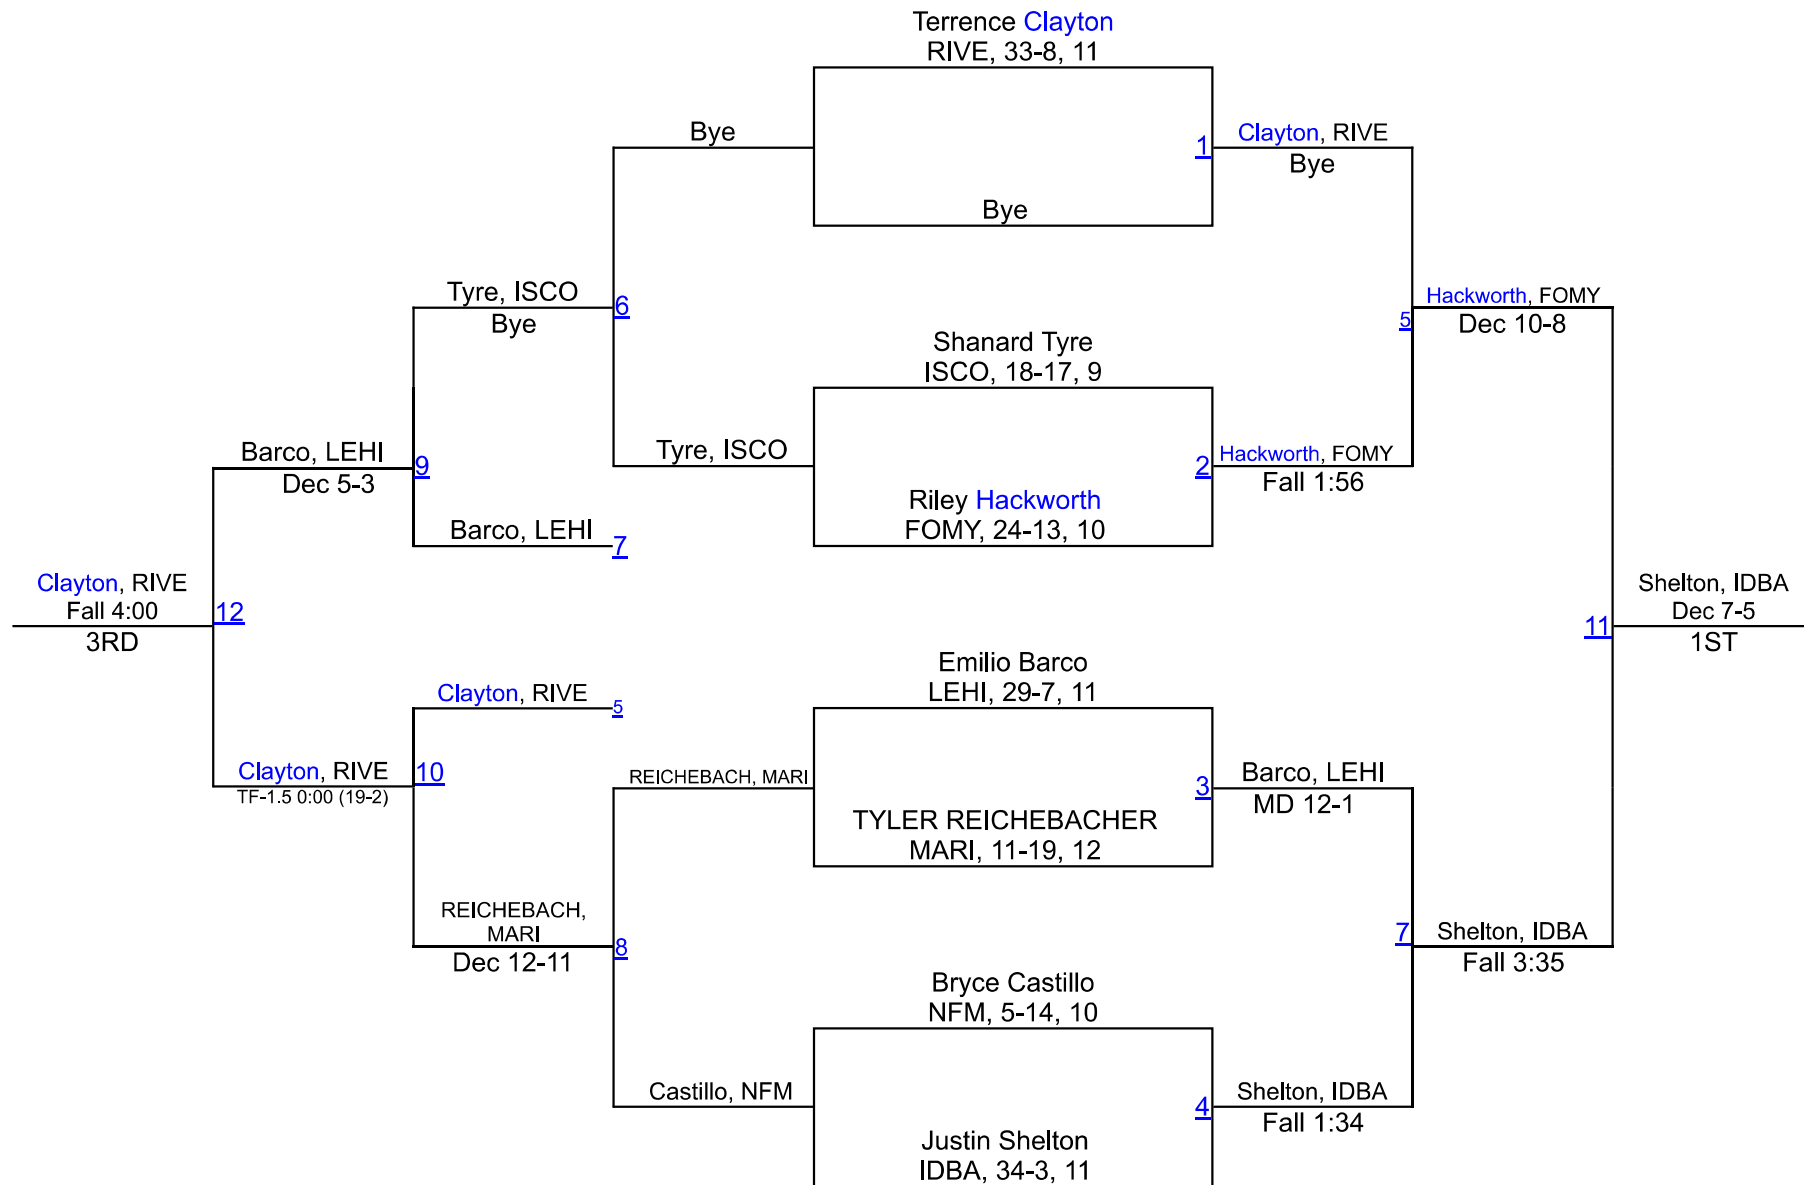 Terrence Clayton
RIVE, 33-8, 11
Bye
1
Clayton, RIVE
Bye
Bye
Tyre, ISCO
Bye
6
Hackworth, FOMY
Dec 10-8
5
Shanard Tyre
ISCO, 18-17, 9
Barco, LEHI
Dec 5-3
9
Tyre, ISCO
2
Hackworth, FOMY
Fall 1:56
Riley Hackworth
FOMY, 24-13, 10
Barco, LEHI
7
Clayton, RIVE
Fall 4:00
3RD
12
Shelton, IDBA
Dec 7-5
1ST
11
Emilio Barco
LEHI, 29-7, 11
Clayton, RIVE
5
Clayton, RIVE
TF-1.5 0:00 (19-2)
10
REICHEBACH, MARI
3
Barco, LEHI
MD 12-1
TYLER REICHEBACHER
MARI, 11-19, 12
REICHEBACH,
MARI
Dec 12-11
8
7
Shelton, IDBA
Fall 3:35
Bryce Castillo
NFM, 5-14, 10
Castillo, NFM
4
Shelton, IDBA
Fall 1:34
Justin Shelton
IDBA, 34-3, 11